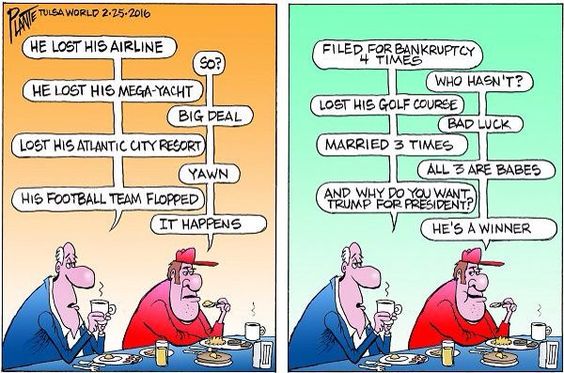 PLANTE TULSA WORLD 2·25·2016
HE LOST HIS AIRLINE
SO?
HE LOST HIS MEGA-YACHT
BIG DEAL
LOST HIS ATLANTIC CITY RESORT
YAWN
HIS FOOTBALL TEAM FLOPPED
IT HAPPENS
FILED FOR BANKRUPTCY
4 TIMES
WHO HASN'T?
LOST HIS GOLF COURSE
BAD LUCK
MARRIED 3 TIMES
ALL 3 ARE BABES
AND WHY DO YOU WANT
TRUMP FOR PRESIDENT?
HE'S A WINNER